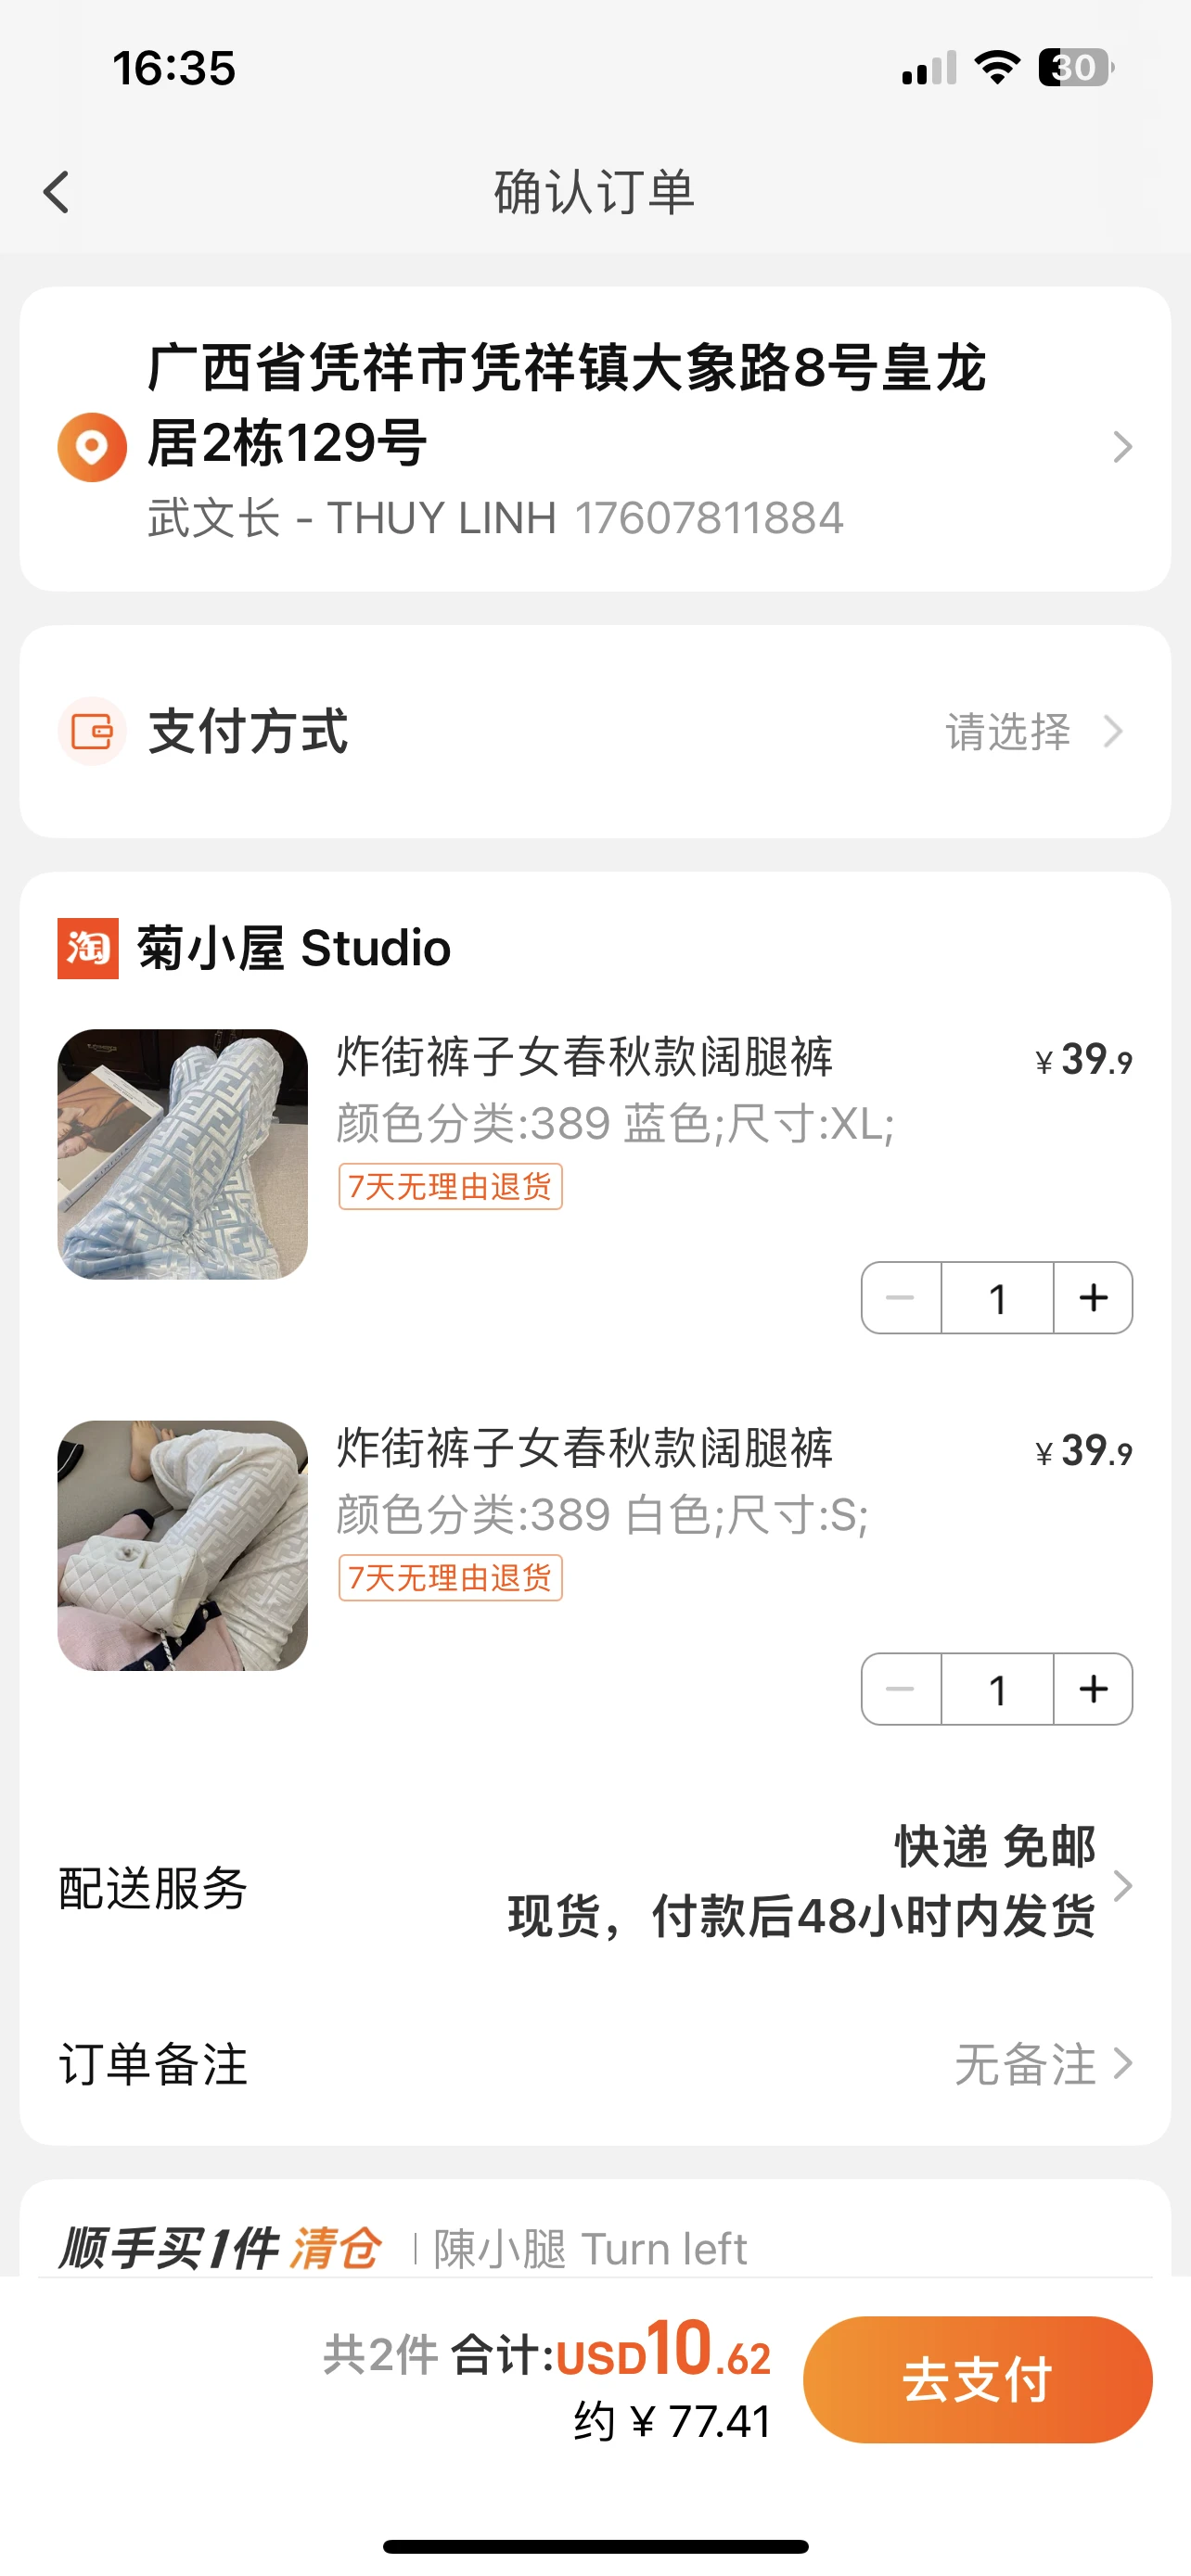 16:35
30
确认订单
广西省凭祥市凭祥镇大象路8号皇龙
居2栋129号
武文长 - THUY LINH 17607811884
支付方式 请选择
淘 菊小屋 Studio
炸街裤子女春秋款阔腿裤 ¥ 39.9
颜色分类:389 蓝色;尺寸:XL;
7天无理由退货
1
炸街裤子女春秋款阔腿裤 ¥ 39.9
颜色分类:389 白色;尺寸:S;
7天无理由退货
1
快递 免邮
配送服务
现货，付款后48小时内发货
订单备注 无备注
顺手买1件 清仓 | 陳小腿 Turn left
共2件 合计:USD10.62
约 ¥ 77.41
去支付